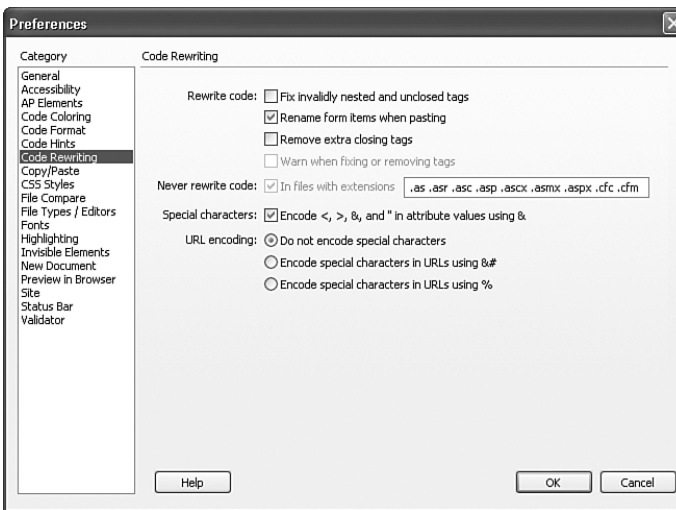 Preferences
Category
General
Accessibility
AP Elements
Code Coloring
Code Format
Code Hints
Code Rewriting
Copy/Paste
CSS Styles
File Compare
File Types / Editors
Fonts
Highlighting
Invisible Elements
New Document
Preview in Browser
Site
Status Bar
Validator
Code Rewriting
Rewrite code: Fix invalidly nested and unclosed tags
Rename form items when pasting
Remove extra closing tags
Warn when fixing or removing tags
Never rewrite code: In files with extensions .as .asr .asc .asp .ascx .asmx .aspx .cfc .cfm
Special characters: Encode <, >, &, and " in attribute values using &
URL encoding: Do not encode special characters
Encode special characters in URLs using &#
Encode special characters in URLs using %
Help OK Cancel